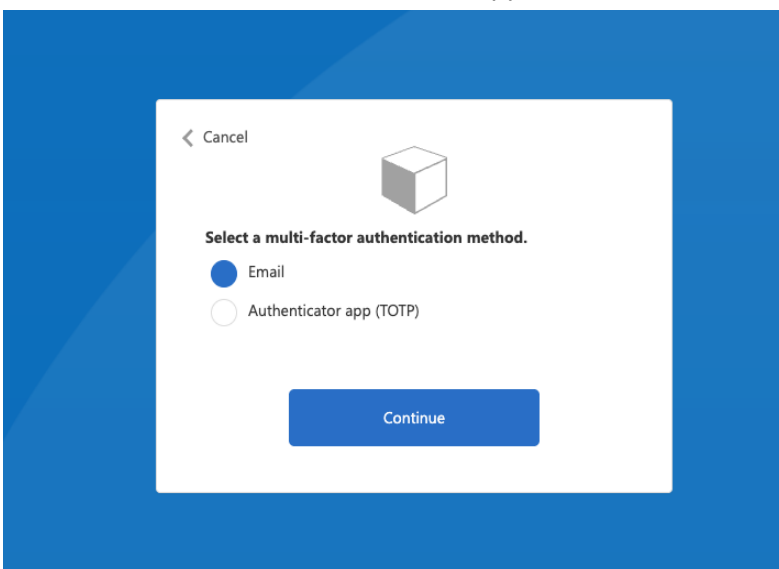 Cancel
Select a multi-factor authentication method.
Email
Authenticator app (TOTP)
Continue